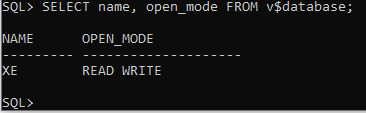 SQL> SELECT name, open_mode FROM v$database;
NAME      OPEN_MODE
--------- --------------------
XE        READ WRITE
SQL>